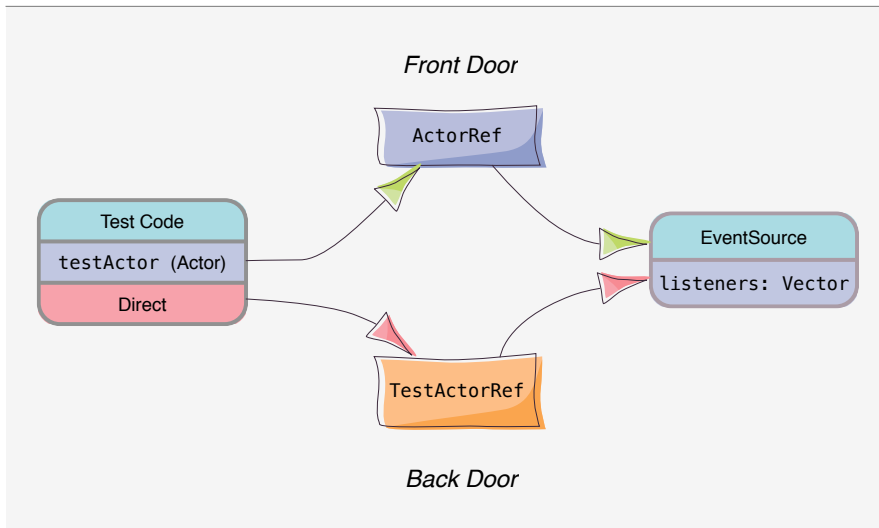 Front Door
ActorRef
Test Code
testActor (Actor)
Direct
EventSource
listeners: Vector
TestActorRef
Back Door